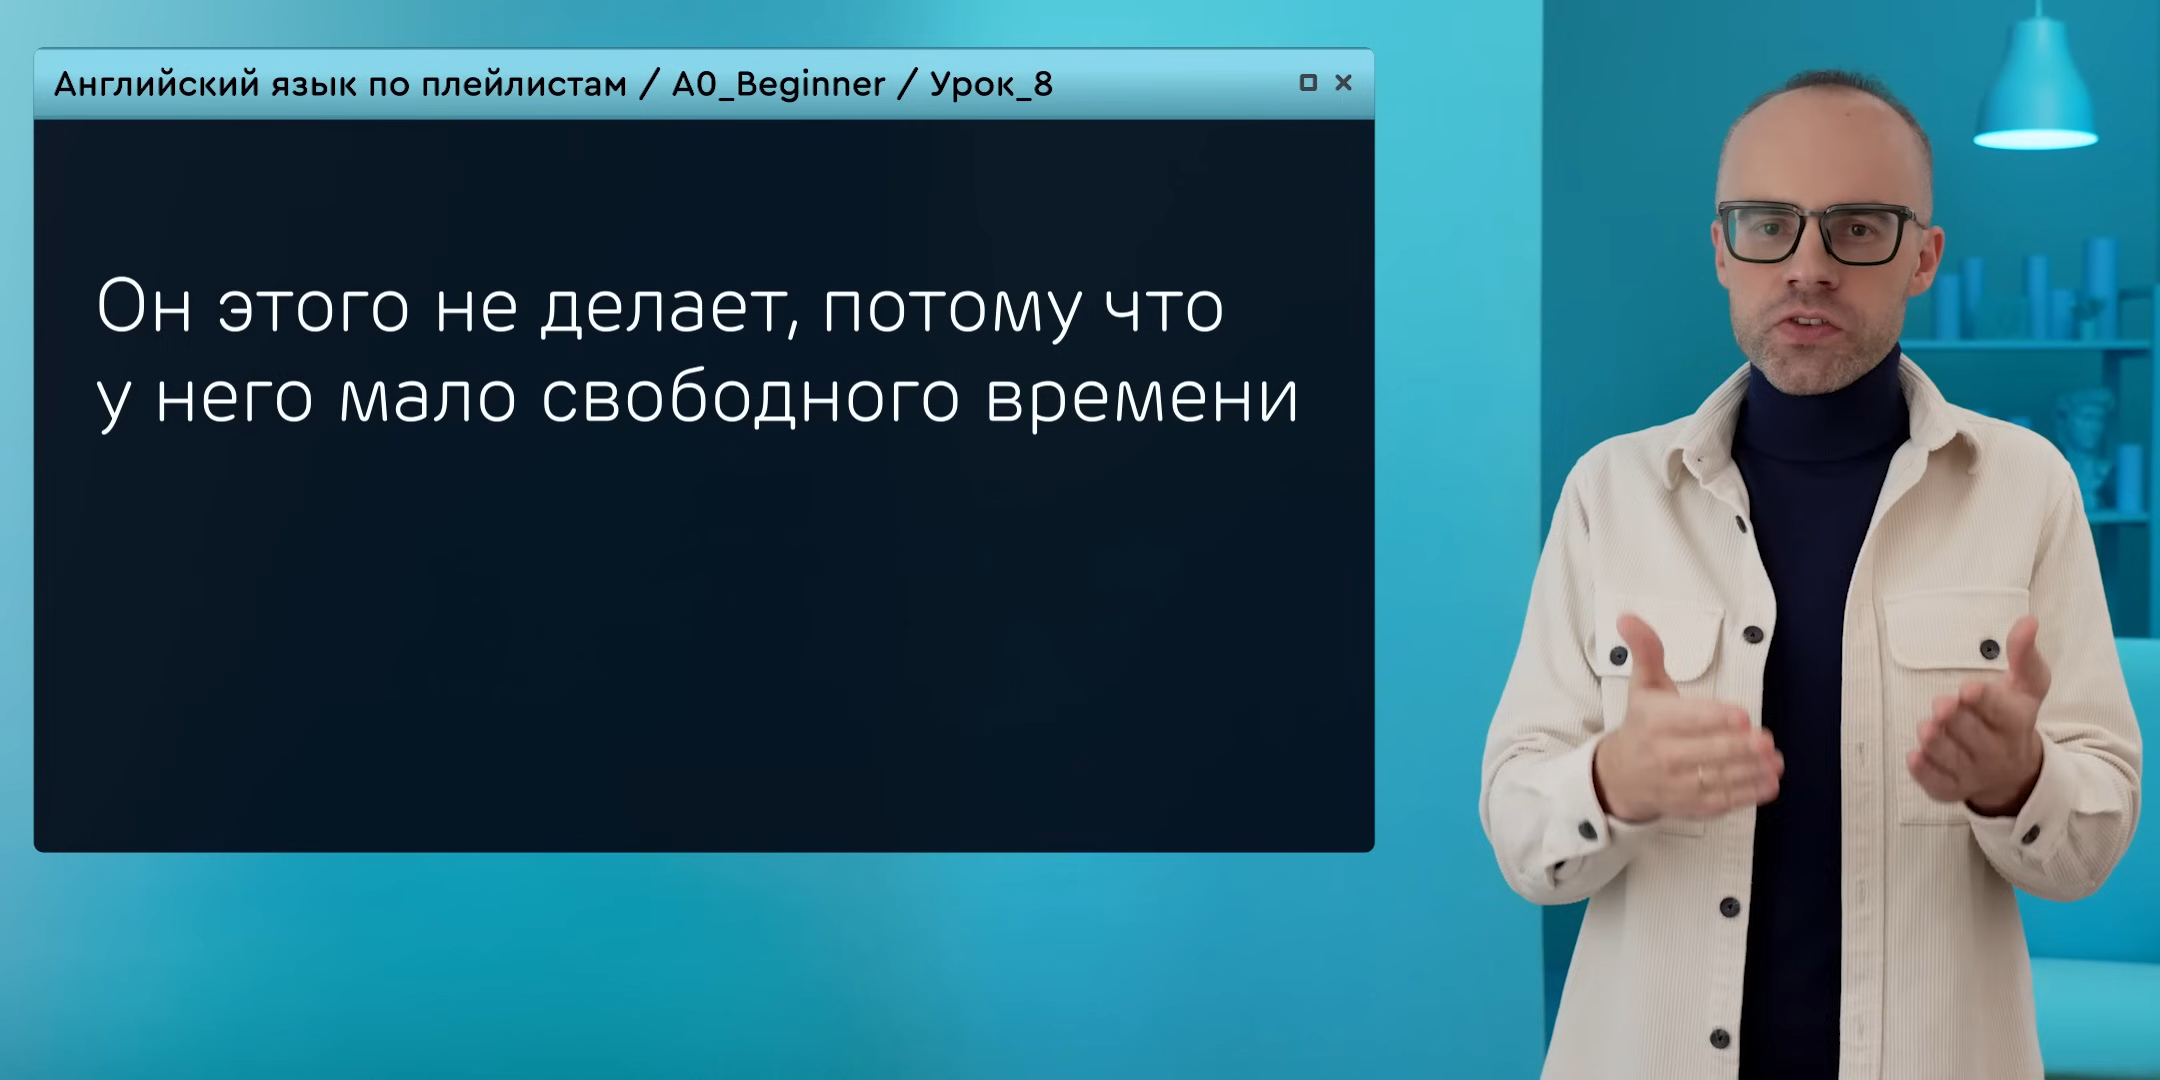 Английский язык по плейлистам / A0_Beginner / Урок_8
Он этого не делает, потому что
у него мало свободного времени